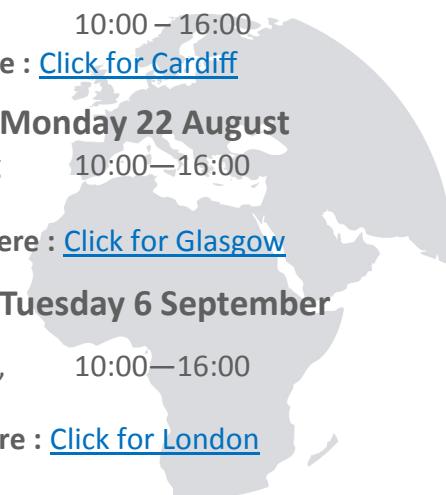 10:00 – 16:00
e : Click for Cardiff
Monday 22 August
10:00—16:00
ere : Click for Glasgow
Tuesday 6 September
, 10:00—16:00
re : Click for London